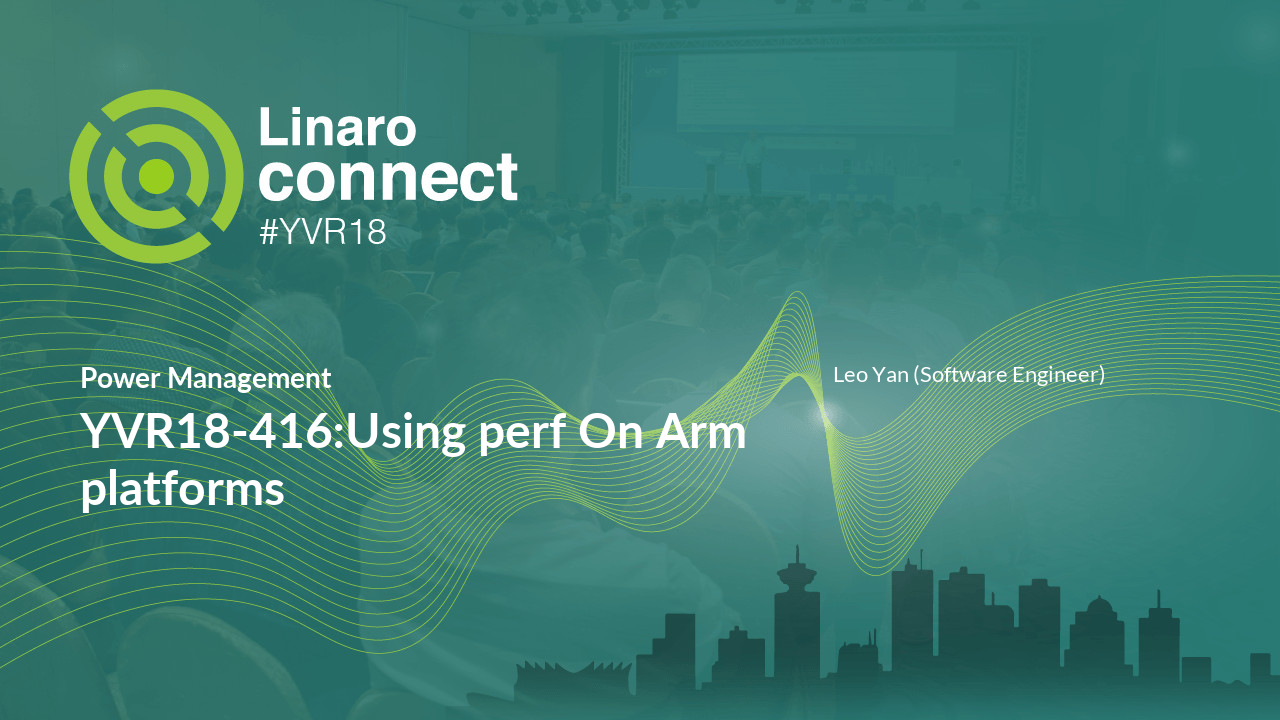 Linaro
connect
#YVR18
Power Management
YVR18-416:Using perf On Arm
platforms
Leo Yan (Software Engineer)